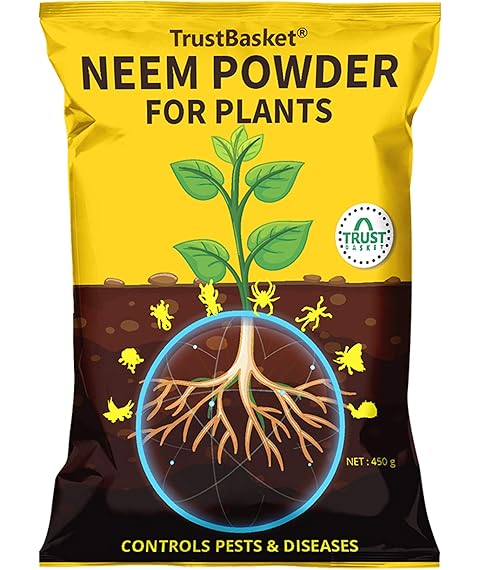 TrustBasket®
NEEM POWDER
FOR PLANTS
TRUST
BASKET
NET : 450 g
CONTROLS PESTS & DISEASES